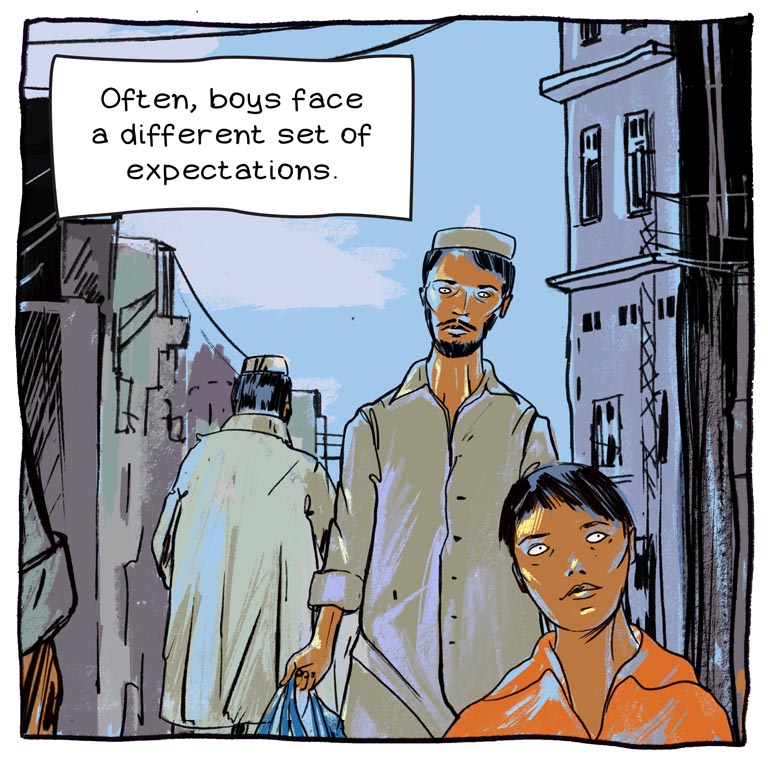 Often, boys face
a different set of
expectations.